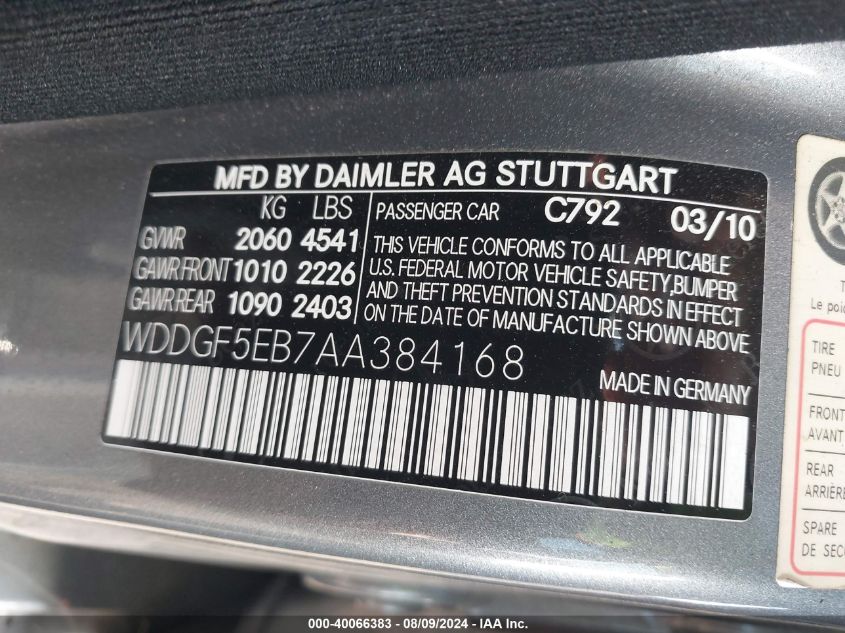 MFD BY DAIMLER AG STUTTGART
KG LBS
GVWR 2060 4541
GAWR FRONT 1010 2226
GAWR REAR 1090 2403
PASSENGER CAR C792 03/10
THIS VEHICLE CONFORMS TO ALL APPLICABLE
U.S. FEDERAL MOTOR VEHICLE SAFETY, BUMPER
AND THEFT PREVENTION STANDARDS IN EFFECT
ON THE DATE OF MANUFACTURE SHOWN ABOVE
WDDGF5EB7AA384168
MADE IN GERMANY
Le
TIRE
PNEU
FRONT
AVANT
REAR
ARRIÈRE
SPARE
DE
000-40066383 - 08/09/2024 - IAA Inc.